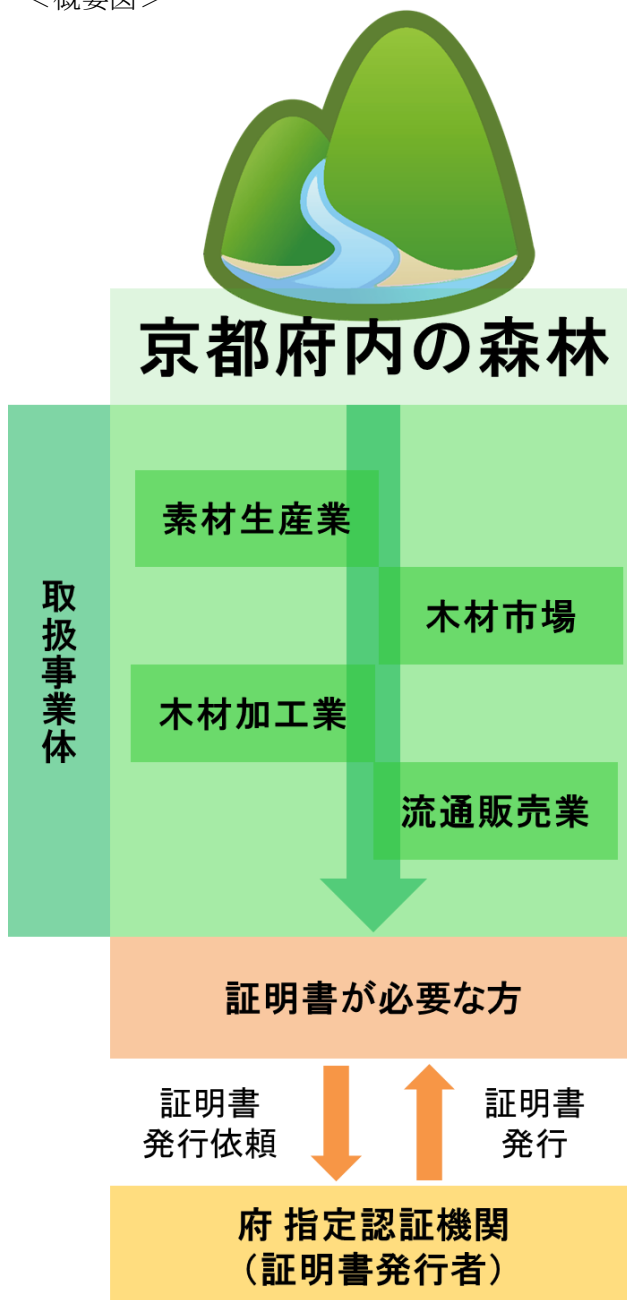 ＜概要図＞
京都府内の森林
取扱事業体
素材生産業
木材市場
木材加工業
流通販売業
証明書が必要な方
証明書
発行依頼
証明書
発行
府 指定認証機関
（証明書発行者）